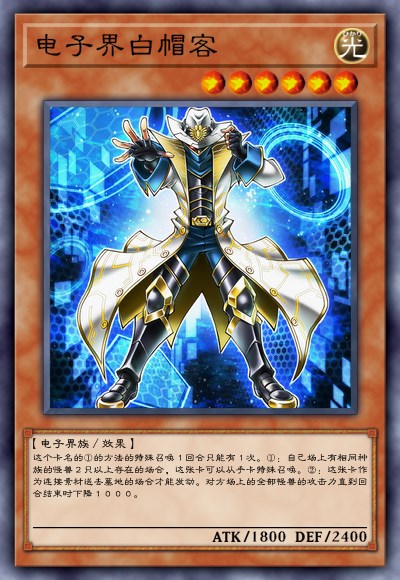 电子界白帽客
光
【电子界族／效果】
这个卡名的①的方法的特殊召唤1回合只能有1次。①：自己场上有相同种
族的怪兽2只以上存在的场合，这张卡可以从手卡特殊召唤。②：这张卡作
为连接素材送去墓地的场合才能发动。对方场上的全部怪兽的攻击力直到回
合结束时下降1000。
ATK/1800 DEF/2400